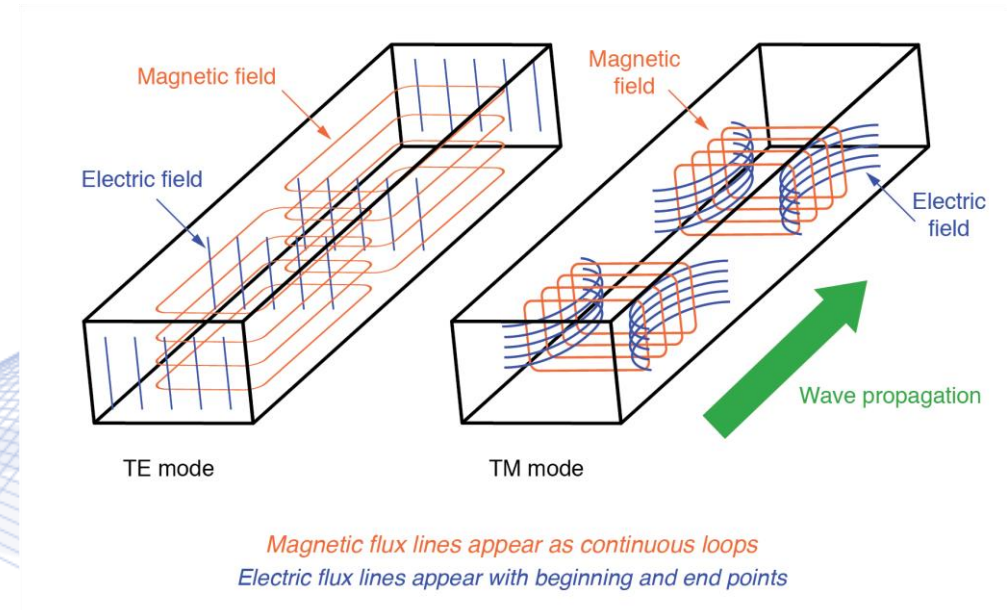 Magnetic field
Electric field
TE mode
Magnetic
field
Electric
field
Wave propagation
TM mode
Magnetic flux lines appear as continuous loops
Electric flux lines appear with beginning and end points